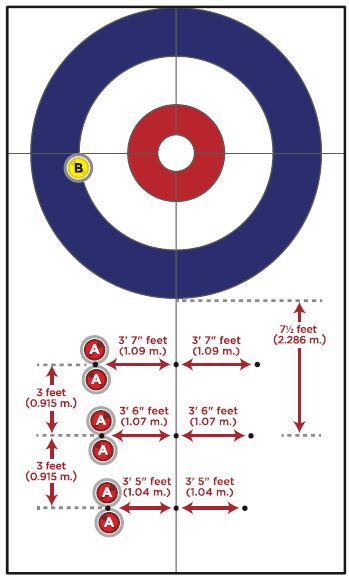 B
7½ feet
(2.286 m.)
3' 7" feet
(1.09 m.)
3' 7" feet
(1.09 m.)
A
A
3 feet
(0.915 m.)
3' 6" feet
(1.07 m.)
3' 6" feet
(1.07 m.)
A
A
3 feet
(0.915 m.)
3' 5" feet
(1.04 m.)
3' 5" feet
(1.04 m.)
A
A